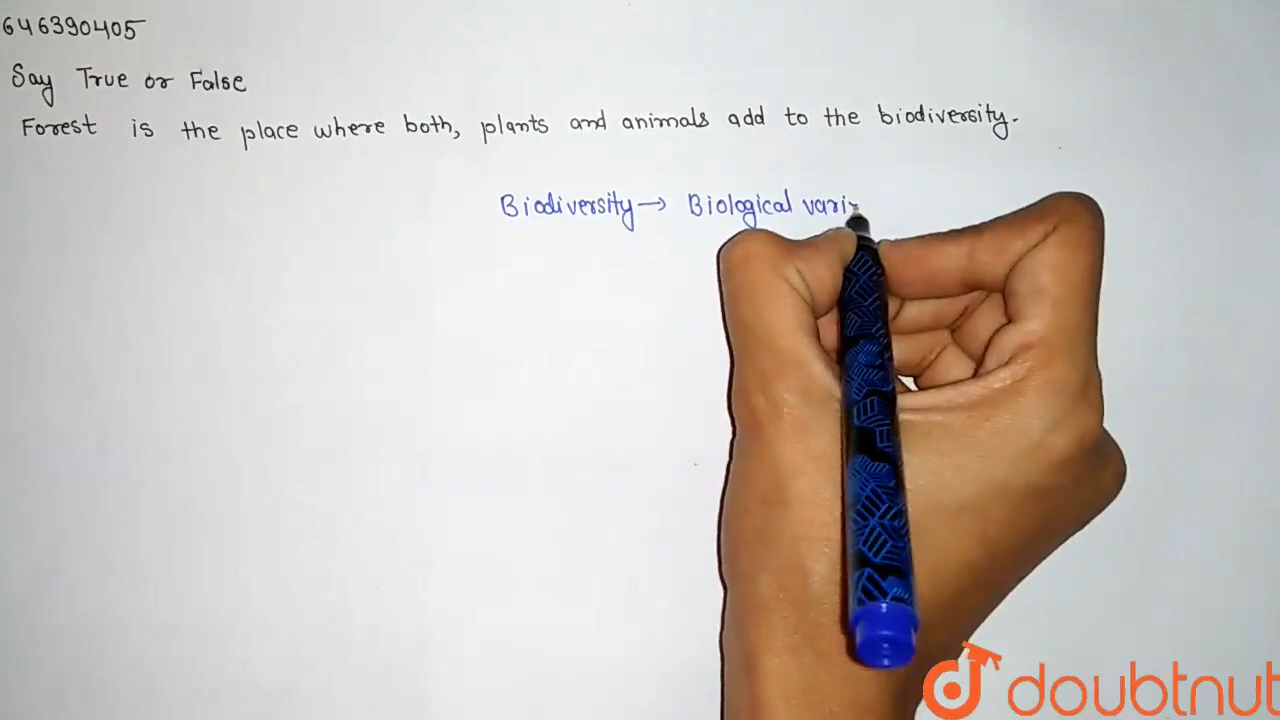 646390405
Say True or False
Forest is the place where both, plants and animals add to the biodiversity.
Biodiversity → Biological vari
doubtnut